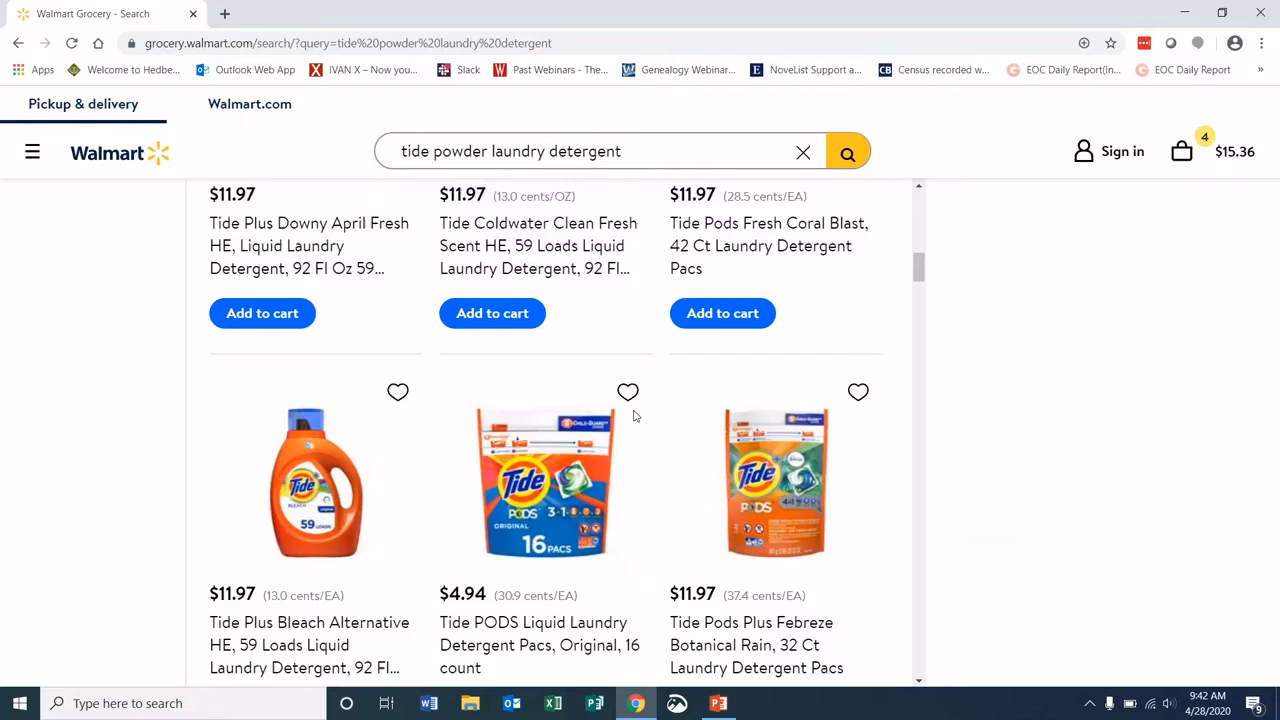 Walmart Grocery - Search
grocery.walmart.com/search/?query=tide%20powder%20laundry%20detergent
Apps
Welcome to Hedbe...
Outlook Web App
IVAN X – Now you...
Slack
Past Webinars - The...
Genealogy Webinar...
NoveList Support a...
Census recorded w...
EOC Daily Report(In...
EOC Daily Report
»
Pickup & delivery
Walmart.com
Walmart
tide powder laundry detergent
Sign in
4
$15.36
$11.97
$11.97 (13.0 cents/OZ)
$11.97 (28.5 cents/EA)
Tide Plus Downy April Fresh
HE, Liquid Laundry
Detergent, 92 Fl Oz 59...
Tide Coldwater Clean Fresh
Scent HE, 59 Loads Liquid
Laundry Detergent, 92 Fl...
Tide Pods Fresh Coral Blast,
42 Ct Laundry Detergent
Pacs
Add to cart
Add to cart
Add to cart
Tide
BLEACH
59 LOADS
CHILD-GUARD
Tide
PODS 3-1
ORIGINAL
16 PACS
Tide
4-1
PODS
$11.97 (13.0 cents/EA)
Tide Plus Bleach Alternative
HE, 59 Loads Liquid
Laundry Detergent, 92 Fl...
$4.94 (30.9 cents/EA)
Tide PODS Liquid Laundry
Detergent Pacs, Original, 16
count
$11.97 (37.4 cents/EA)
Tide Pods Plus Febreze
Botanical Rain, 32 Ct
Laundry Detergent Pacs
Type here to search
9:42 AM
4/28/2020
9